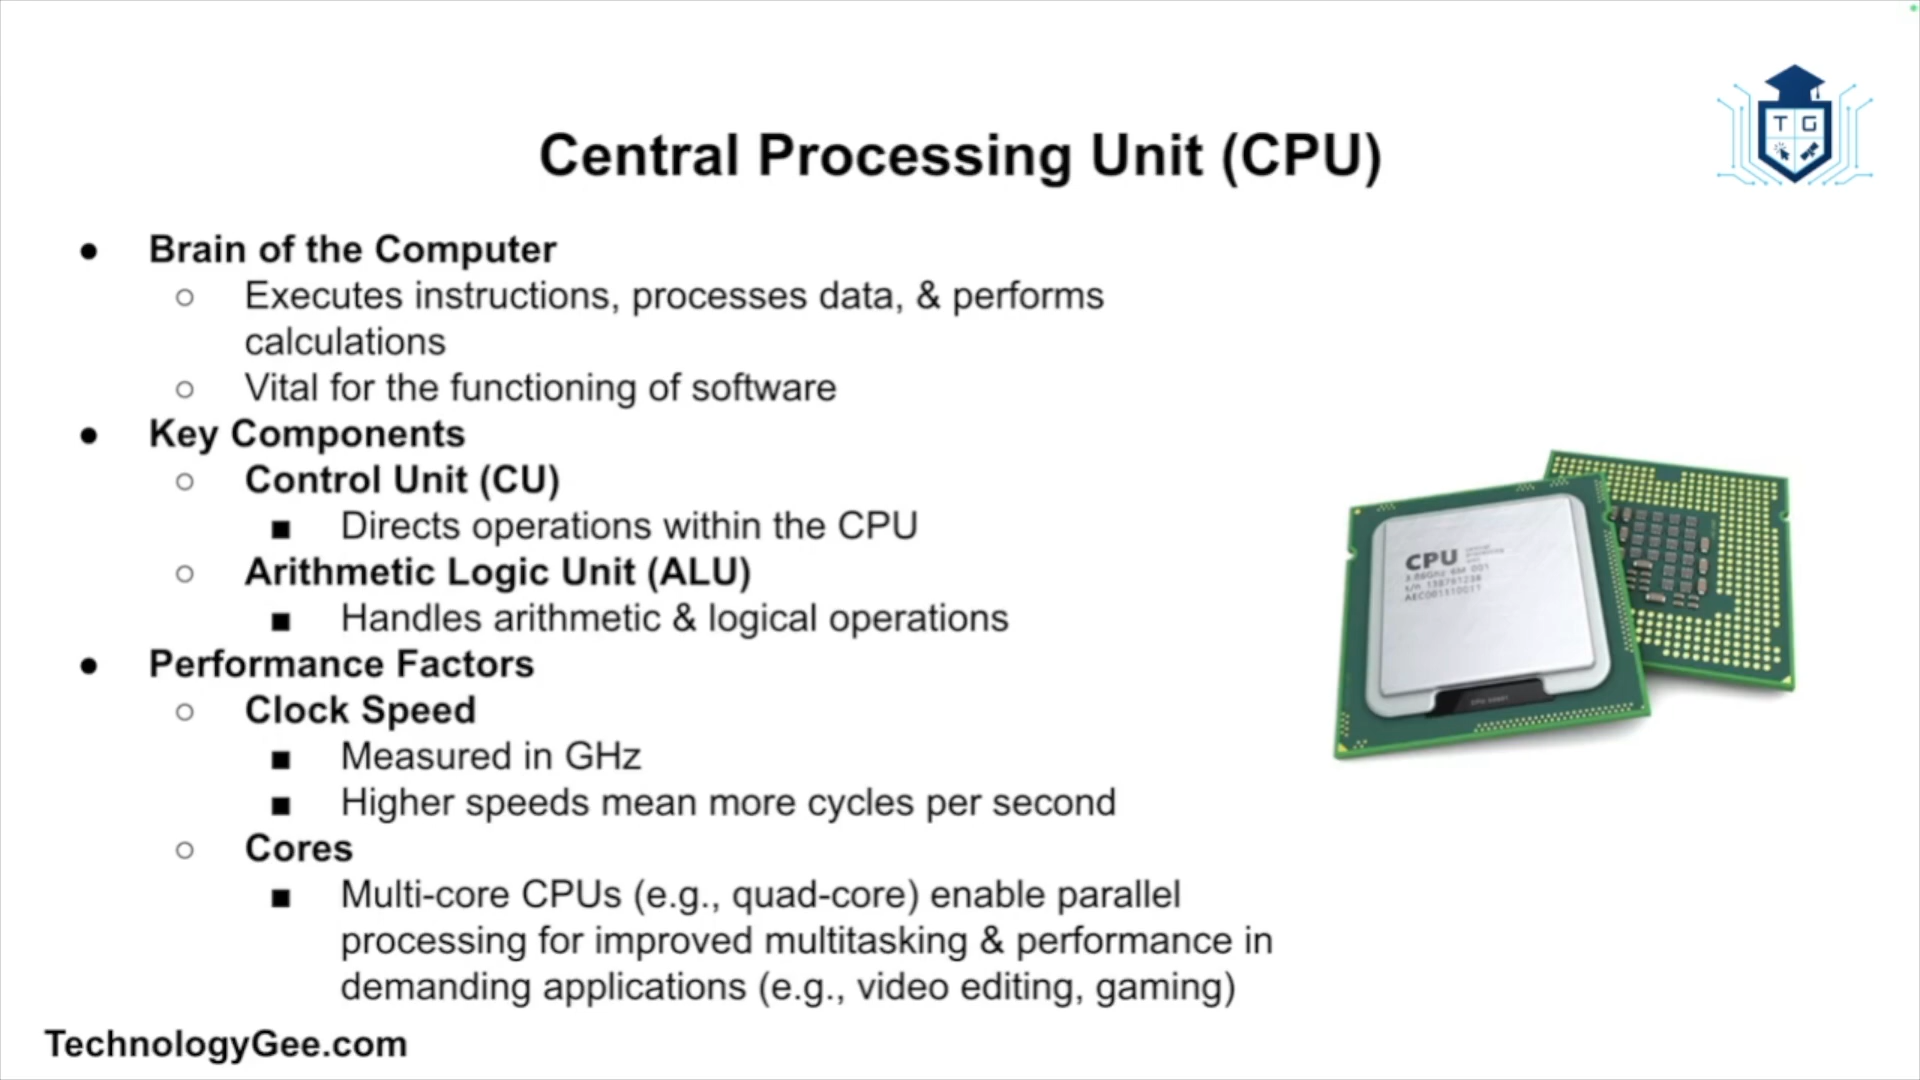 Central Processing Unit (CPU)
T G
● Brain of the Computer
○ Executes instructions, processes data, & performs
calculations
○ Vital for the functioning of software
● Key Components
○ Control Unit (CU)
■ Directs operations within the CPU
○ Arithmetic Logic Unit (ALU)
■ Handles arithmetic & logical operations
● Performance Factors
○ Clock Speed
■ Measured in GHz
■ Higher speeds mean more cycles per second
○ Cores
■ Multi-core CPUs (e.g., quad-core) enable parallel
processing for improved multitasking & performance in
demanding applications (e.g., video editing, gaming)
CPU
TechnologyGee.com